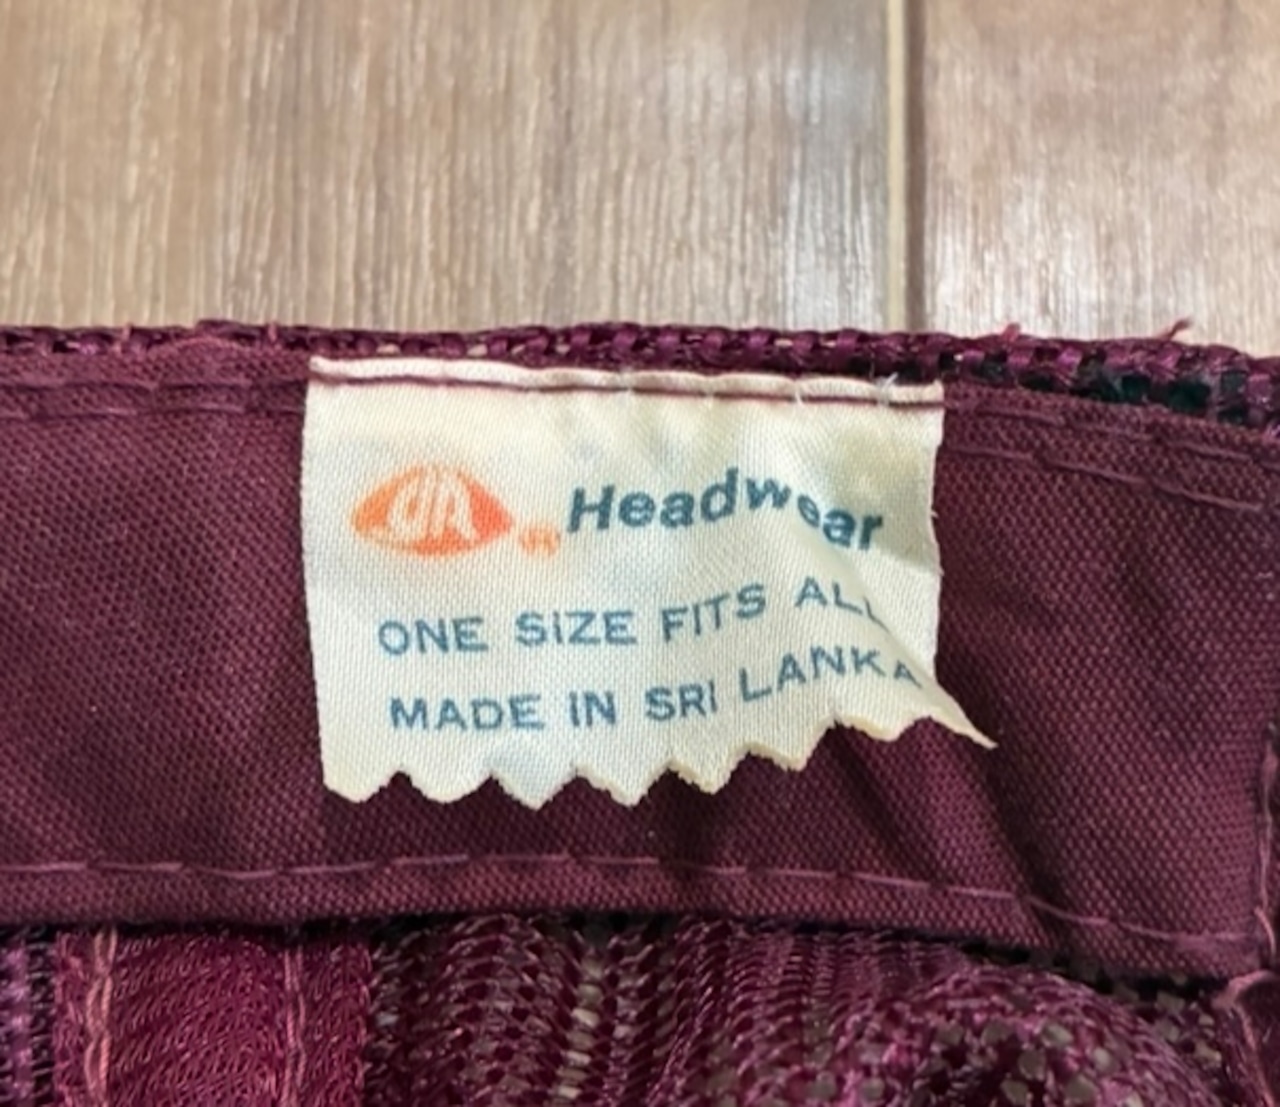 Headwear
ONE SIZE FITS ALL
MADE IN SRI LANKA